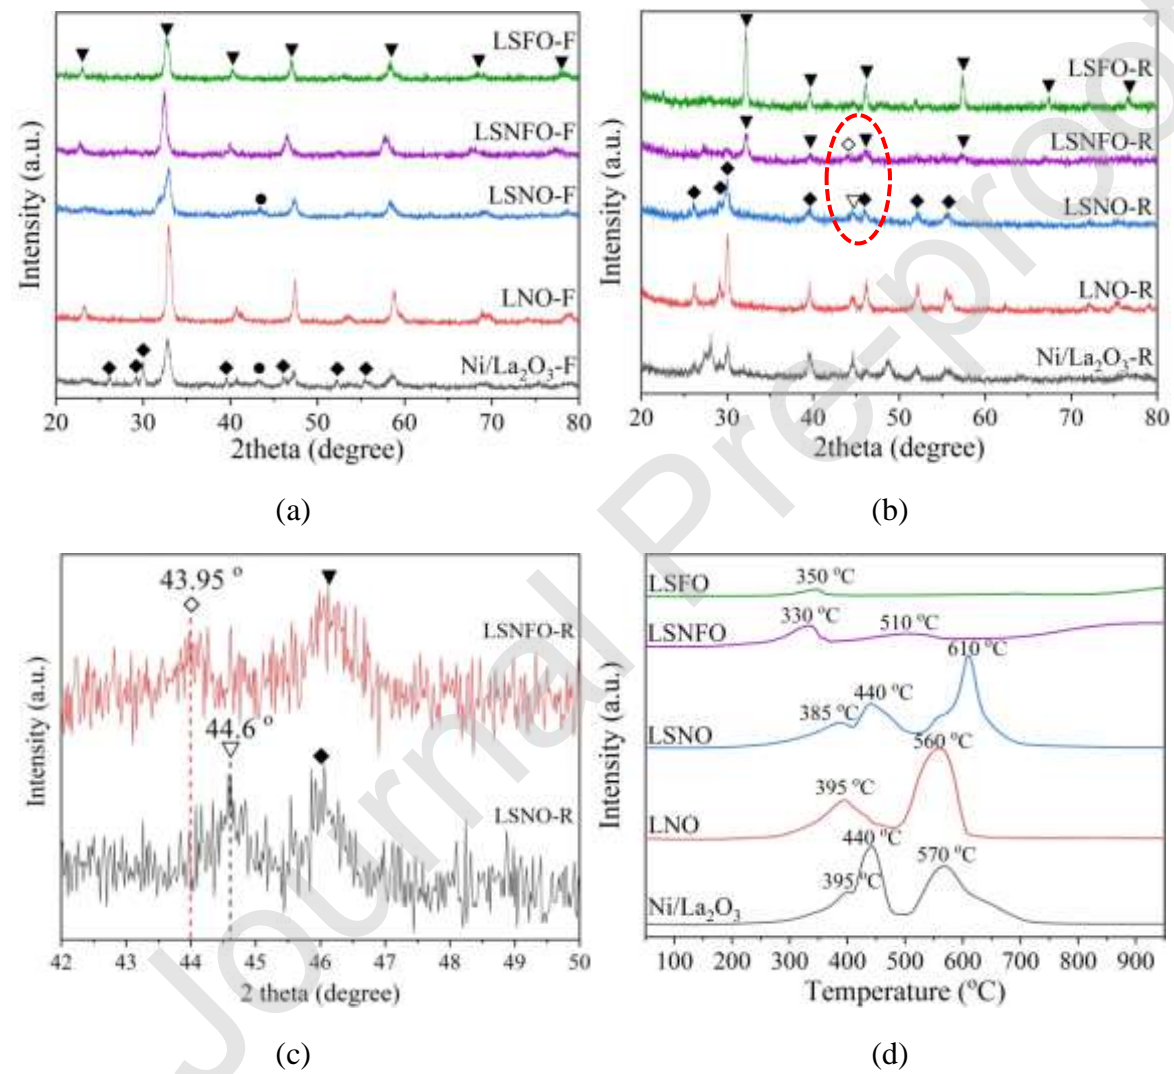 LSFO-F
LSNFO-F
LSNO-F
LNO-F
Ni/La₂O₃-F
Intensity (a.u.)
20 30 40 50 60 70 80
2theta (degree)
(a)
LSFO-R
LSNFO-R
LSNO-R
LNO-R
Ni/La₂O₃-R
Intensity (a.u.)
20 30 40 50 60 70 80
2theta (degree)
(b)
43.95 °
LSNFO-R
44.6 °
LSNO-R
Intensity (a.u.)
42 43 44 45 46 47 48 49 50
2 theta (degree)
(c)
LSFO
350 °C
LSNFO
330 °C
510 °C
610 °C
LSNO
385 °C
440 °C
560 °C
LNO
395 °C
440 °C
570 °C
395 °C
Ni/La₂O₃
Intensity (a.u.)
100 200 300 400 500 600 700 800 900
Temperature (°C)
(d)
Journal Pre-proo